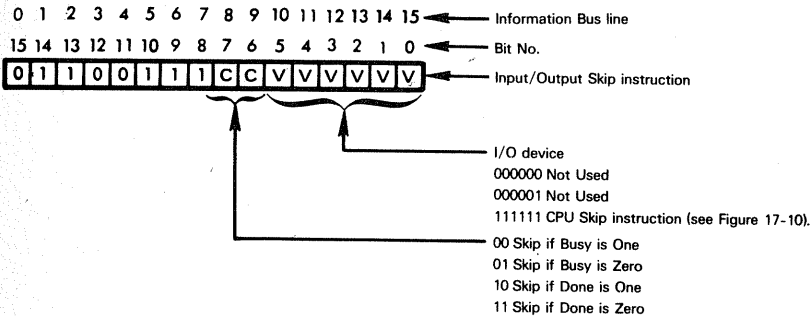 0 1 2 3 4 5 6 7 8 9 10 11 12 13 14 15 Information Bus line
15 14 13 12 11 10 9 8 7 6 5 4 3 2 1 0 Bit No.
0 1 1 0 0 1 1 1 C C V V V V V V Input/Output Skip instruction
I/O device
000000 Not Used
000001 Not Used
111111 CPU Skip instruction (see Figure 17-10).
00 Skip if Busy is One
01 Skip if Busy is Zero
10 Skip if Done is One
11 Skip if Done is Zero